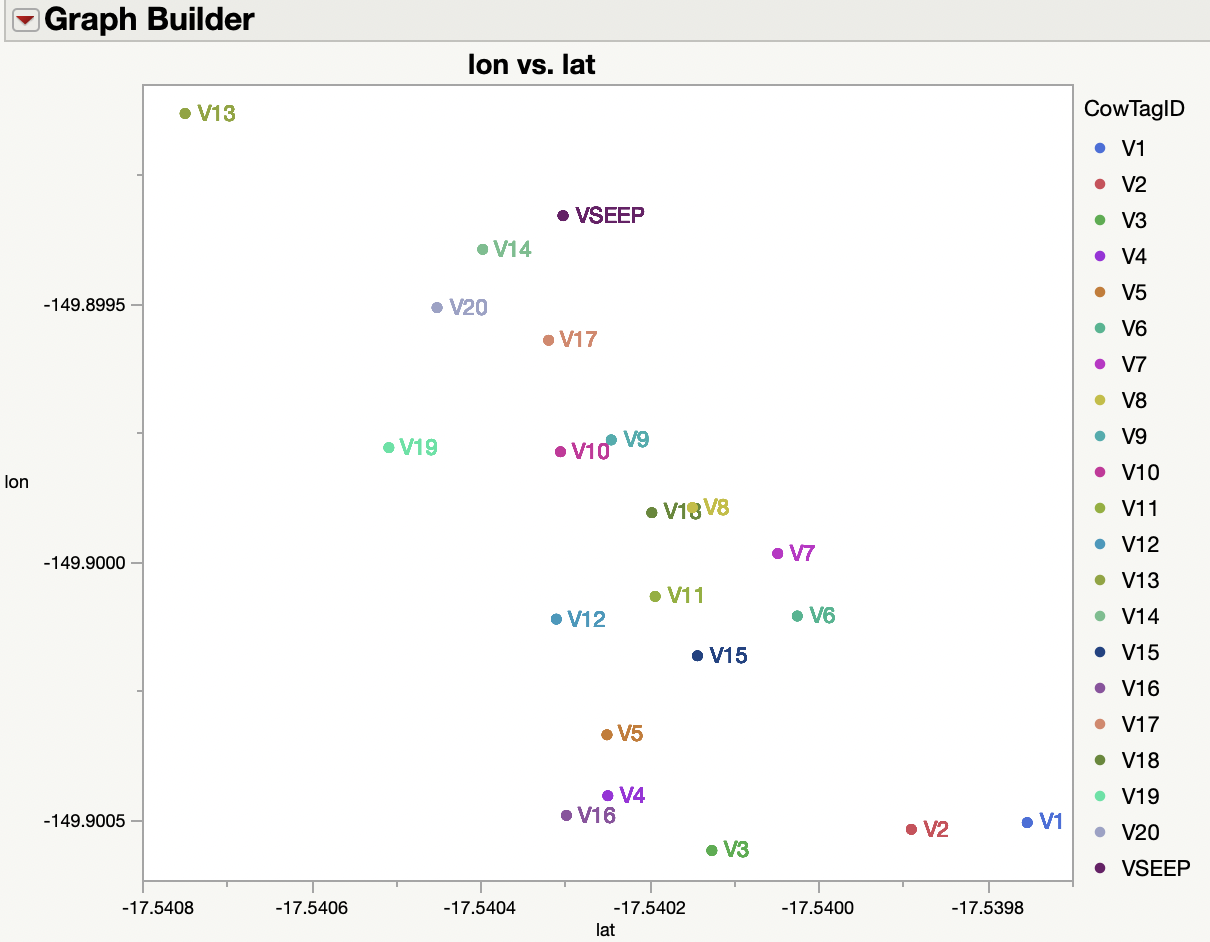 Graph Builder
lon vs. lat
CowTagID
V1
V2
V3
V4
V5
V6
V7
V8
V9
V10
V11
V12
V13
V14
V15
V16
V17
V18
V19
V20
VSEEP
lon
-149.8995
-149.9000
-149.9005
V13
VSEEP
V14
V20
V17
V19
V10
V9
V18
V8
V7
V11
V12
V6
V15
V5
V4
V16
V2
V1
V3
-17.5408
-17.5406
-17.5404
-17.5402
-17.5400
-17.5398
lat